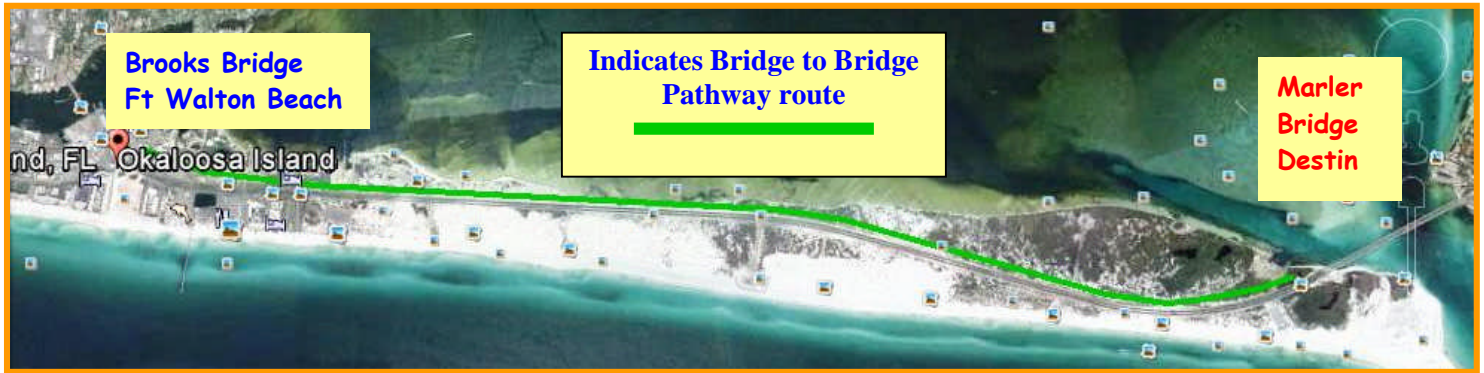 Brooks Bridge
Ft Walton Beach
Indicates Bridge to Bridge
Pathway route
Marler
Bridge
Destin
nd, FL Okaloosa Island